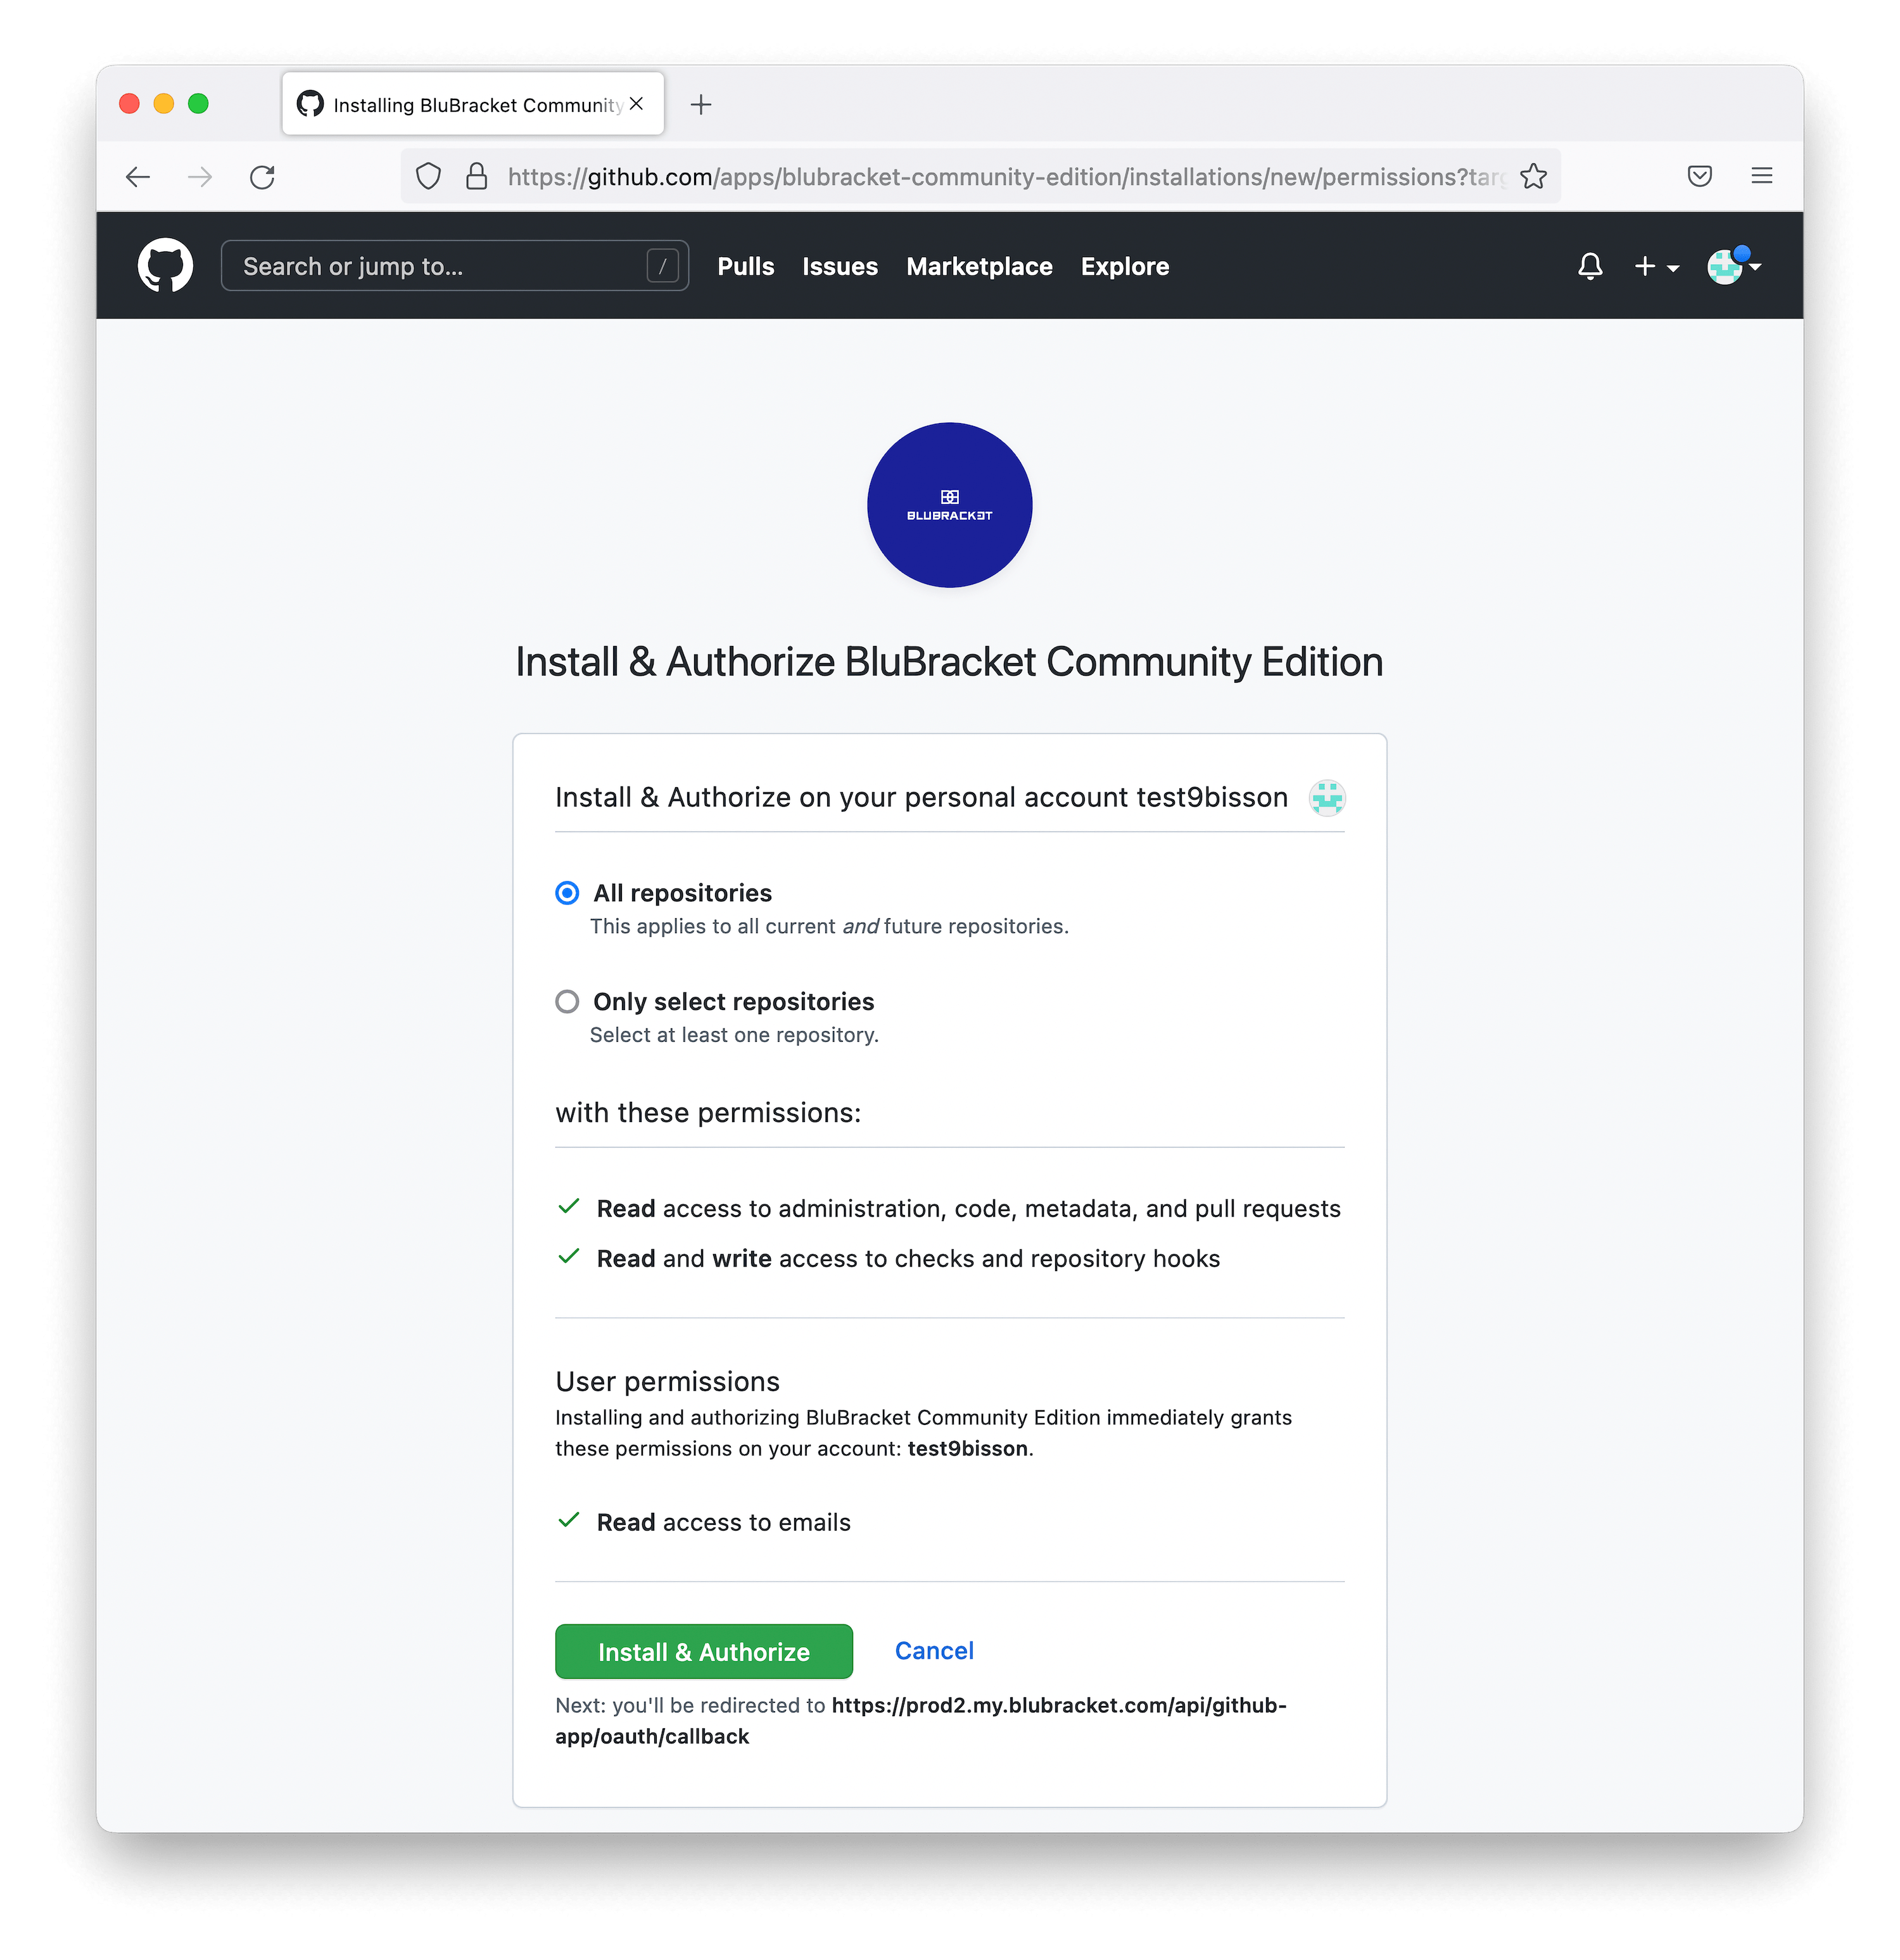 Installing BluBracket Community
https://github.com/apps/blubracket-community-edition/installations/new/permissions?targ
Search or jump to...
/
Pulls
Issues
Marketplace
Explore
BLUBRACKET
Install & Authorize BluBracket Community Edition
Install & Authorize on your personal account test9bisson
All repositories
This applies to all current and future repositories.
Only select repositories
Select at least one repository.
with these permissions:
Read access to administration, code, metadata, and pull requests
Read and write access to checks and repository hooks
User permissions
Installing and authorizing BluBracket Community Edition immediately grants
these permissions on your account: test9bisson.
Read access to emails
Install & Authorize
Cancel
Next: you'll be redirected to https://prod2.my.blubracket.com/api/github-
app/oauth/callback